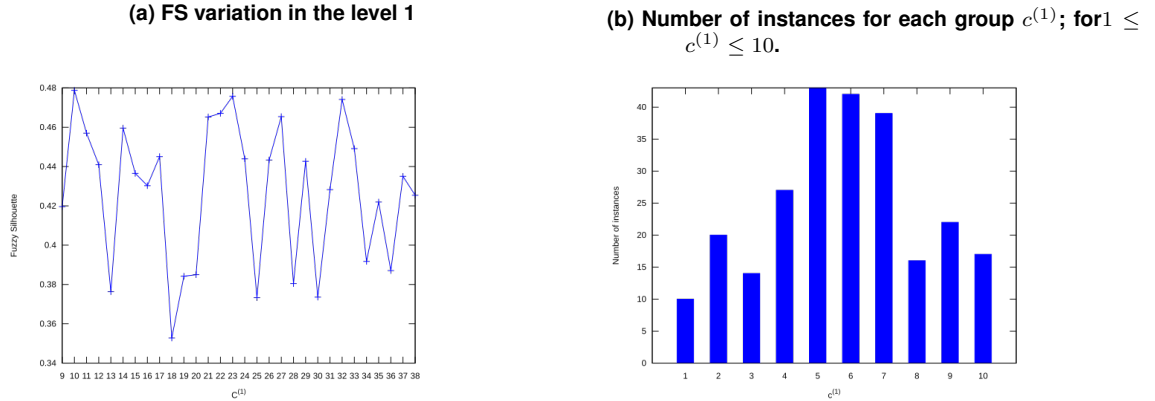 (a) FS variation in the level 1
0.48
0.46
0.44
0.42
0.4
0.38
0.36
0.34
Fuzzy Silhouette
9 10 11 12 13 14 15 16 17 18 19 20 21 22 23 24 25 26 27 28 29 30 31 32 33 34 35 36 37 38
C(1)
(b) Number of instances for each group c(1); for1 ≤
c(1) ≤ 10.
40
35
30
25
20
15
10
5
0
Number of instances
1 2 3 4 5 6 7 8 9 10
c(1)